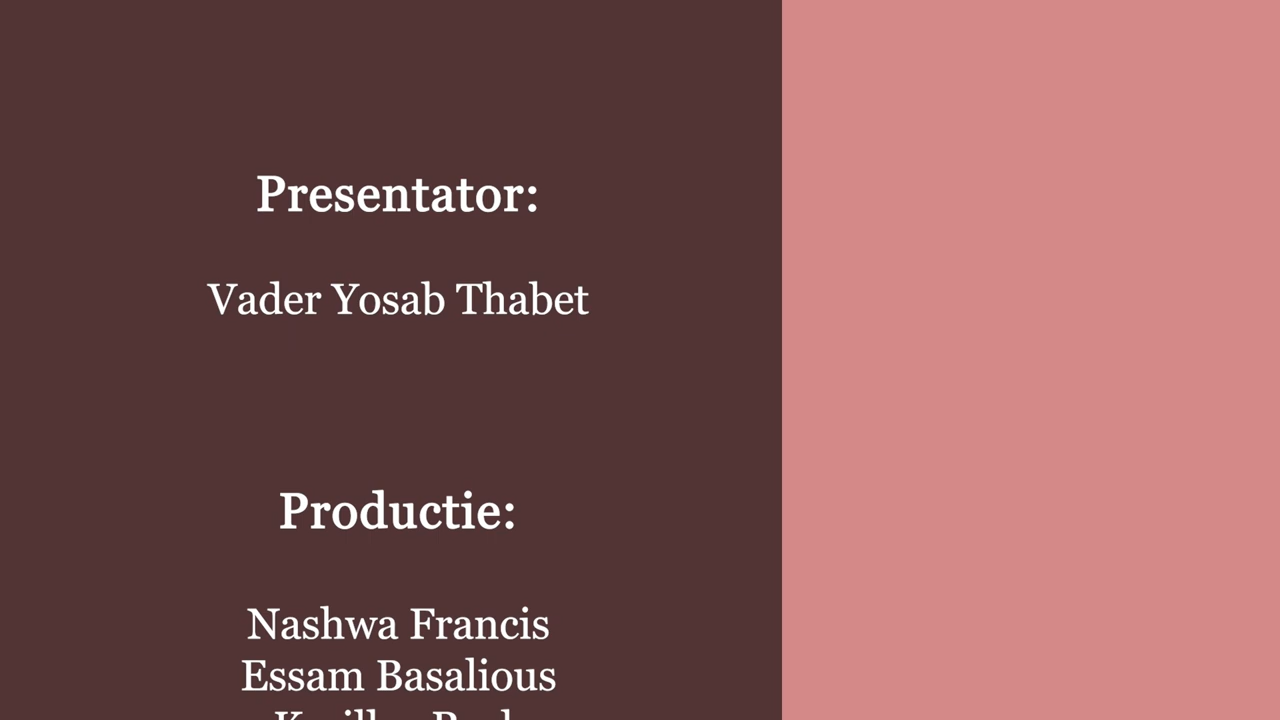 Presentator:
Vader Yosab Thabet
Productie:
Nashwa Francis
Essam Basalious